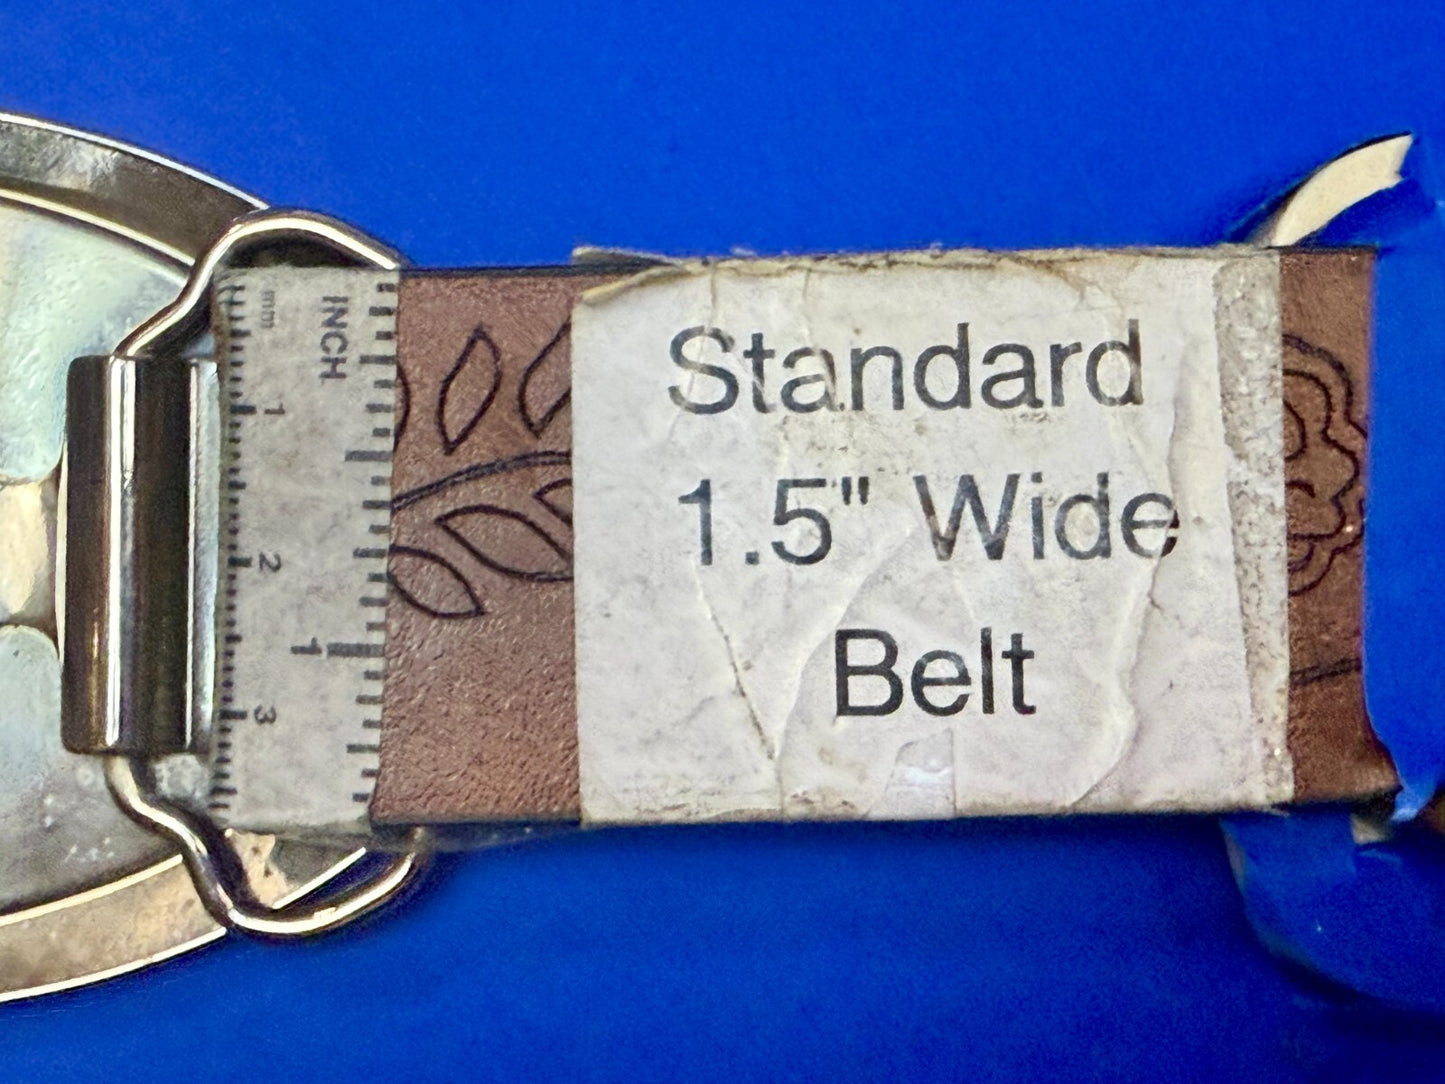 Standard
1.5" Wide
Belt
INCH
mm
1
2
3
1